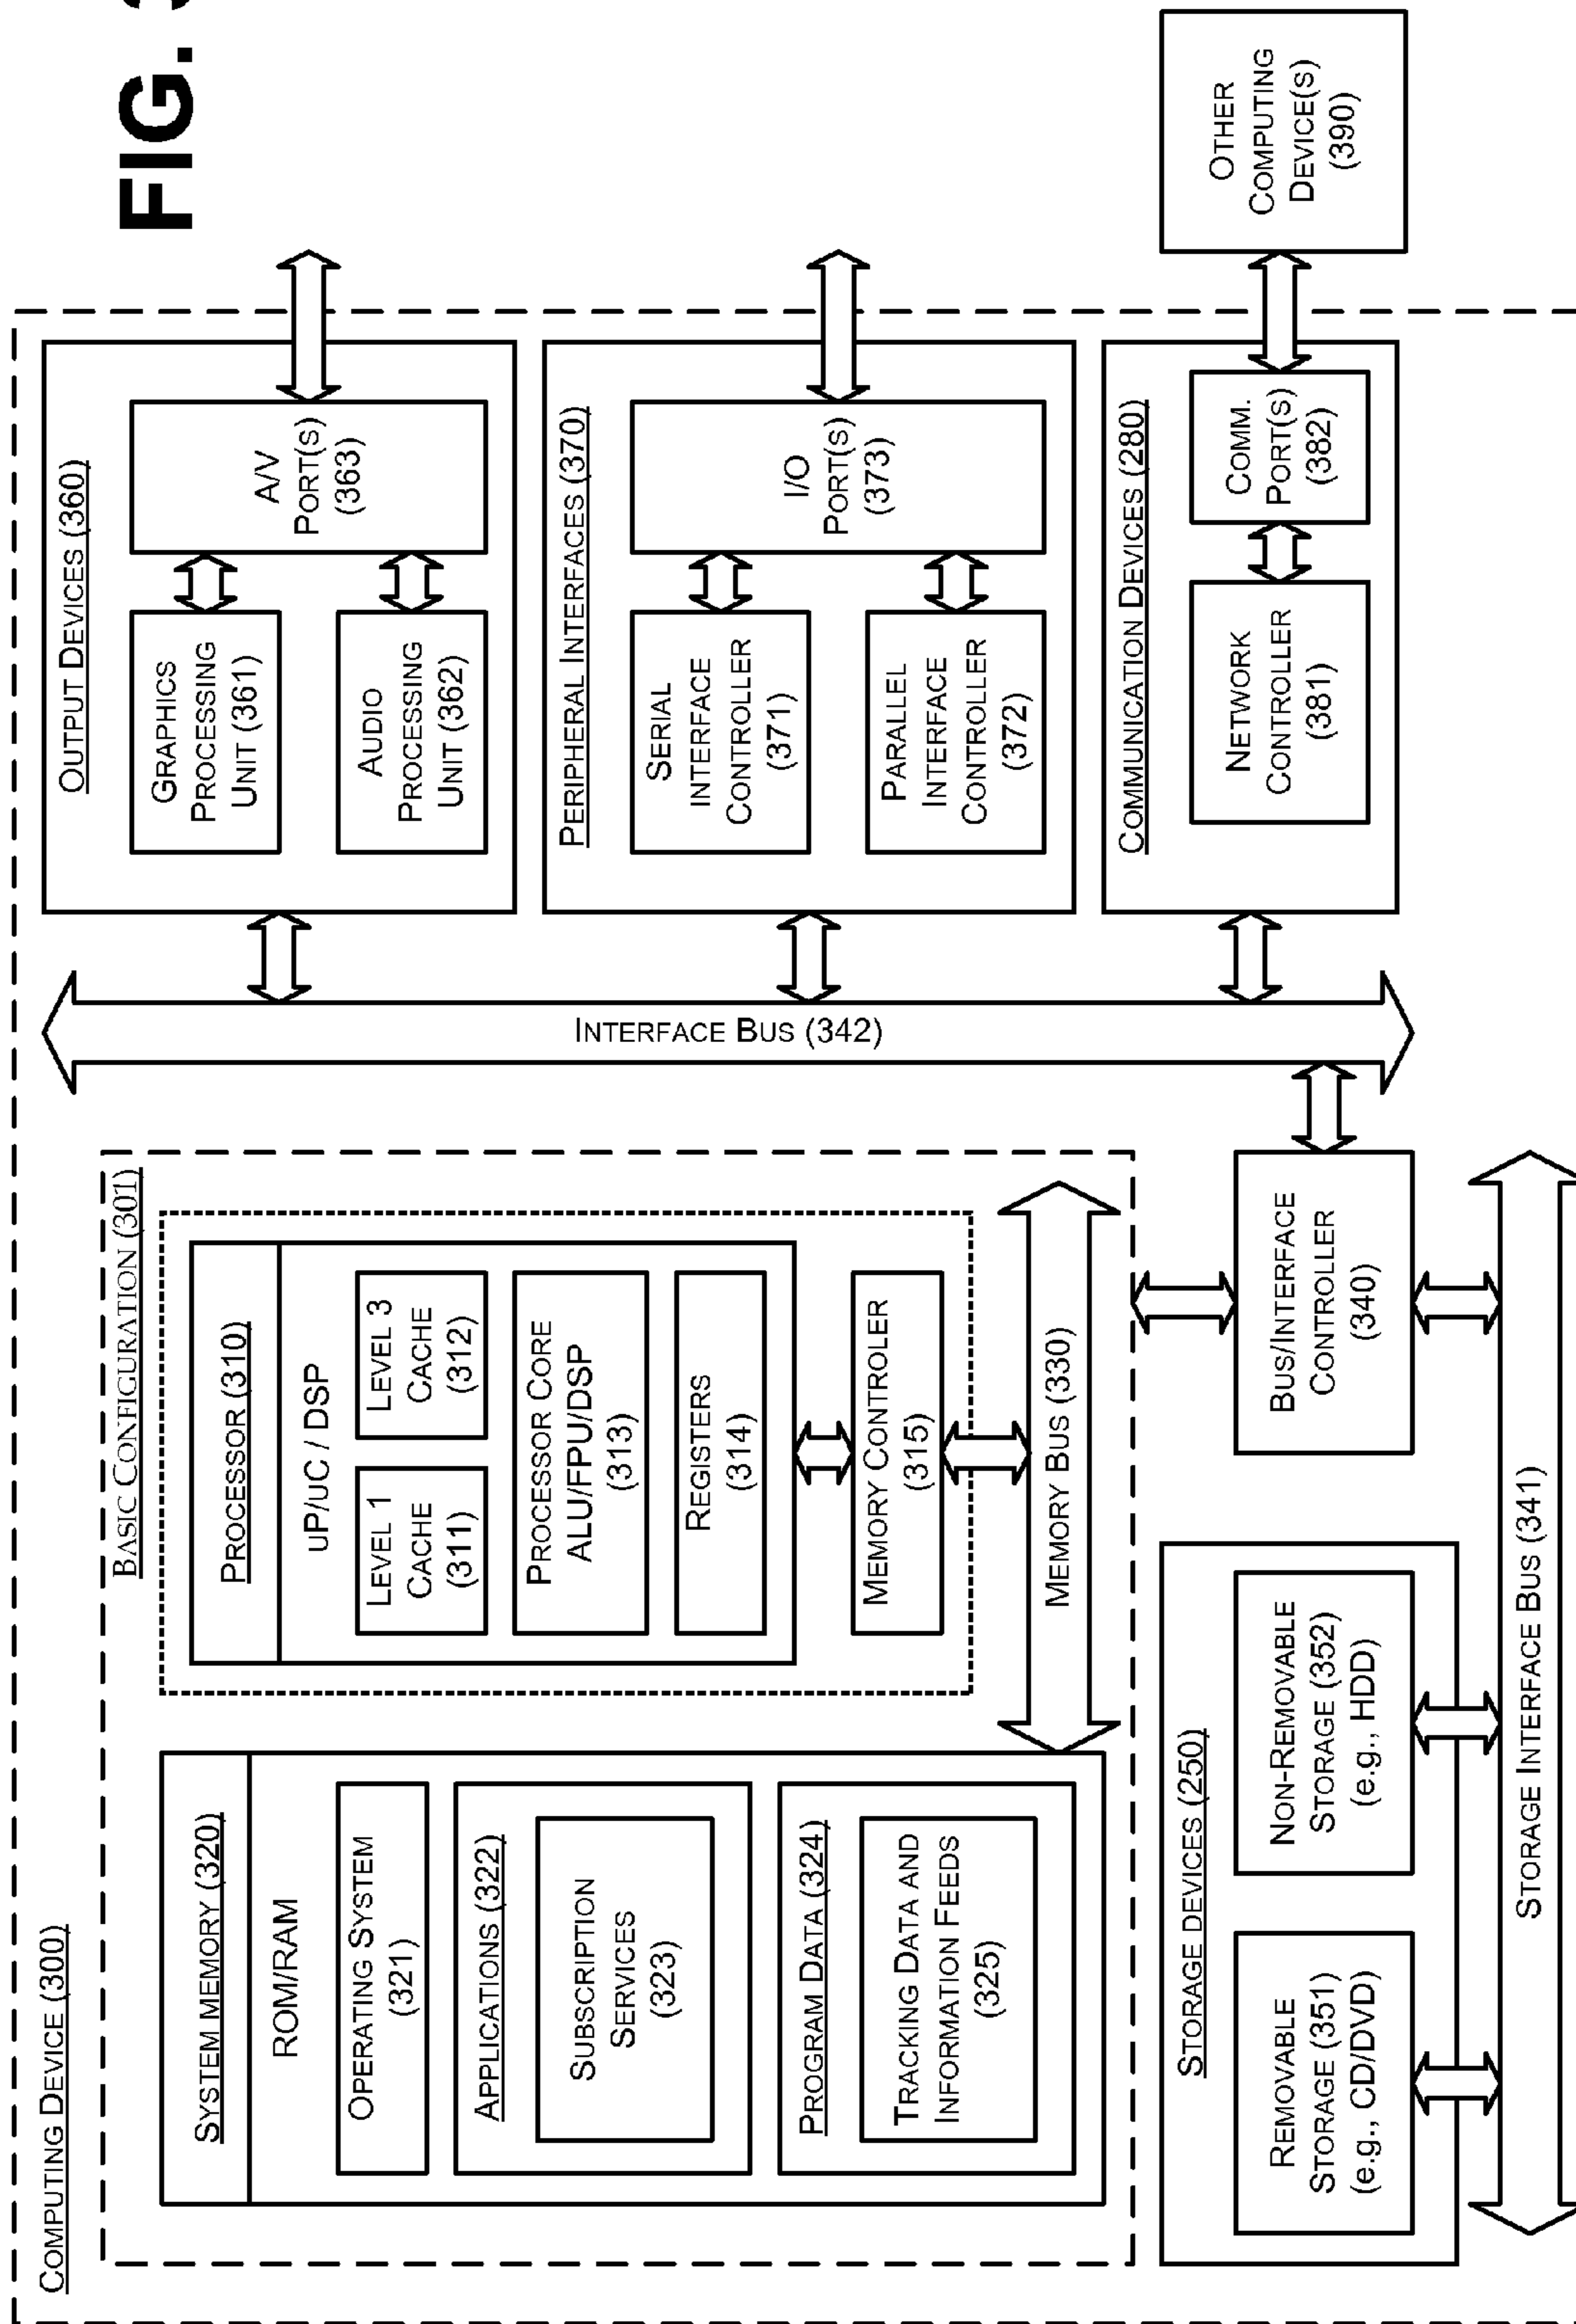 FIG.
COMPUTING DEVICE (300)
BASIC CONFIGURATION (301)
SYSTEM MEMORY (320)
ROM/RAM
OPERATING SYSTEM
(321)
APPLICATIONS (322)
SUBSCRIPTION
SERVICES
(323)
PROGRAM DATA (324)
TRACKING DATA AND
INFORMATION FEEDS
(325)
PROCESSOR (310)
uP/uC / DSP
LEVEL 1
CACHE
(311)
LEVEL 3
CACHE
(312)
PROCESSOR CORE
ALU/FPU/DSP
(313)
REGISTERS
(314)
MEMORY CONTROLLER
(315)
MEMORY BUS (330)
STORAGE DEVICES (250)
REMOVABLE
STORAGE (351)
(e.g., CD/DVD)
NON-REMOVABLE
STORAGE (352)
(e.g., HDD)
BUS/INTERFACE
CONTROLLER
(340)
STORAGE INTERFACE BUS (341)
INTERFACE BUS (342)
OUTPUT DEVICES (360)
GRAPHICS
PROCESSING
UNIT (361)
AUDIO
PROCESSING
UNIT (362)
A/V
PORT(S)
(363)
PERIPHERAL INTERFACES (370)
SERIAL
INTERFACE
CONTROLLER
(371)
PARALLEL
INTERFACE
CONTROLLER
(372)
I/O
PORT(S)
(373)
COMMUNICATION DEVICES (280)
NETWORK
CONTROLLER
(381)
COMM.
PORT(S)
(382)
OTHER
COMPUTING
DEVICE(S)
(390)